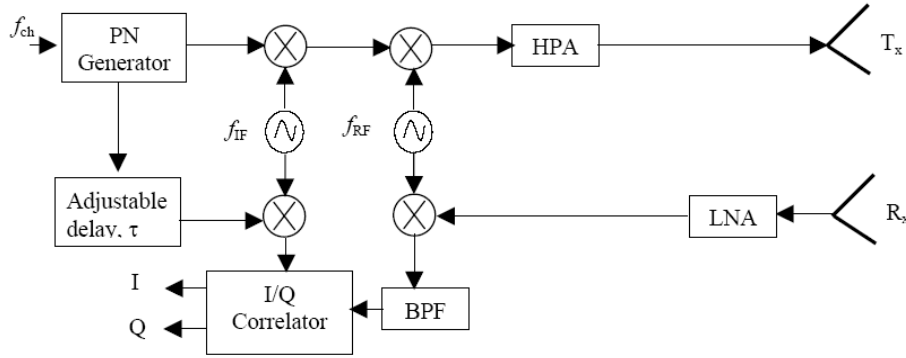 f_ch
PN
Generator
HPA
T_x
f_IF
f_RF
Adjustable
delay, τ
LNA
R_x
I
Q
I/Q
Correlator
BPF